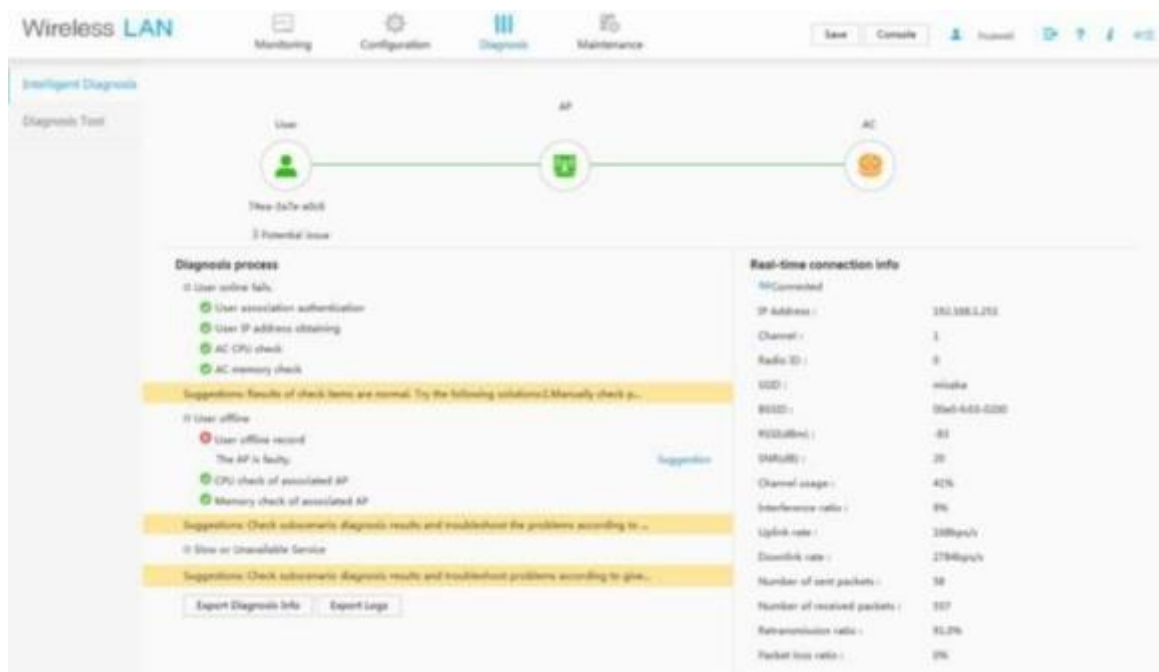 Wireless LAN
Monitoring
Configuration
Diagnosis
Maintenance
Save
Console
huawei
?
i
Intelligent Diagnosis
Diagnosis Tool
User
AP
AC
3 Potential issue
Diagnosis process
User online fails
User association authentication
User IP address obtaining
AC CPU check
AC memory check
Suggestions: Results of check items are normal. Try the following solutions:1.Manually check p...
User offline
User offline record
The AP is faulty.
Suggestion
CPU check of associated AP
Memory check of associated AP
Suggestions: Check subscenario diagnosis results and troubleshoot the problems according to ...
Slow or Unavailable Service
Suggestions: Check subscenario diagnosis results and troubleshoot problems according to give...
Export Diagnosis Info
Export Logs
Real-time connection info
Connected
IP Address :
Channel : 1
Radio ID : 0
SSID :
BSSID :
RSSI(dBm) :
SNR(dB) : 20
Channel usage : 41%
Interference ratio :
Uplink rate :
Downlink rate :
Number of sent packets : 58
Number of received packets :
Retransmission ratio :
Packet loss ratio : 0%